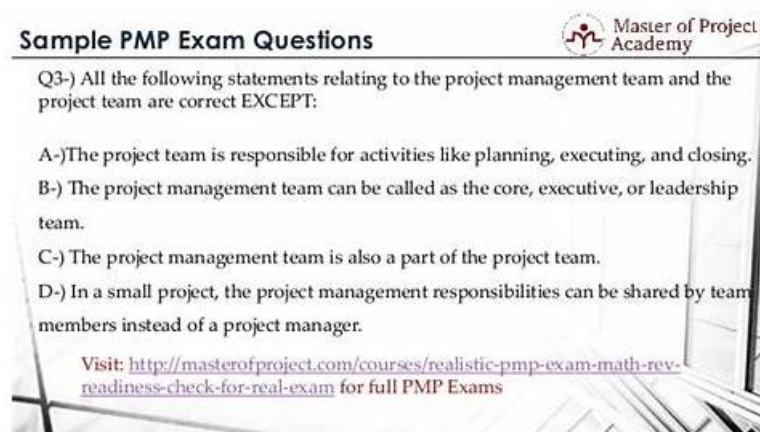 Sample PMP Exam Questions
Master of Project
Academy
Q3-) All the following statements relating to the project management team and the
project team are correct EXCEPT:
A-)The project team is responsible for activities like planning, executing, and closing.
B-) The project management team can be called as the core, executive, or leadership
team.
C-) The project management team is also a part of the project team.
D-) In a small project, the project management responsibilities can be shared by team
members instead of a project manager.
Visit: http://masterofproject.com/courses/realistic-pmp-exam-math-rev-
readiness-check-for-real-exam for full PMP Exams